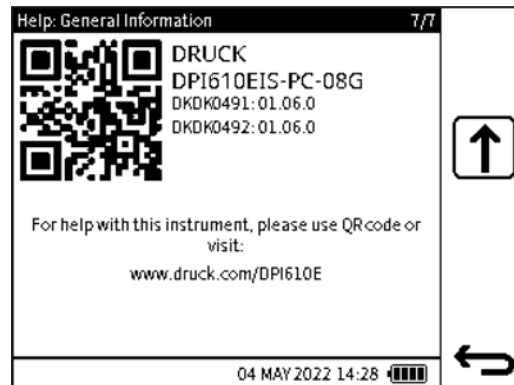 Help: General Information 7/7
DRUCK
DPI610EIS-PC-08G
DKDK0491: 01.06.0
DKDK0492: 01.06.0
For help with this instrument, please use QR code or
visit:
www.druck.com/DPI610E
04 MAY 2022 14:28